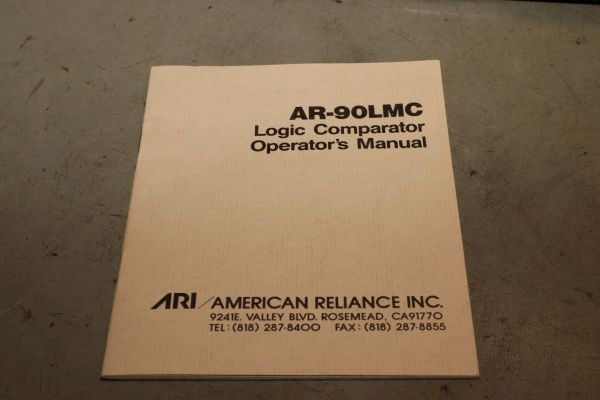 AR-90LMC
Logic Comparator
Operator's Manual
ARI / AMERICAN RELIANCE INC.
9241E. VALLEY BLVD. ROSEMEAD, CA91770
TEL: (818) 287-8400 FAX: (818) 287-8855